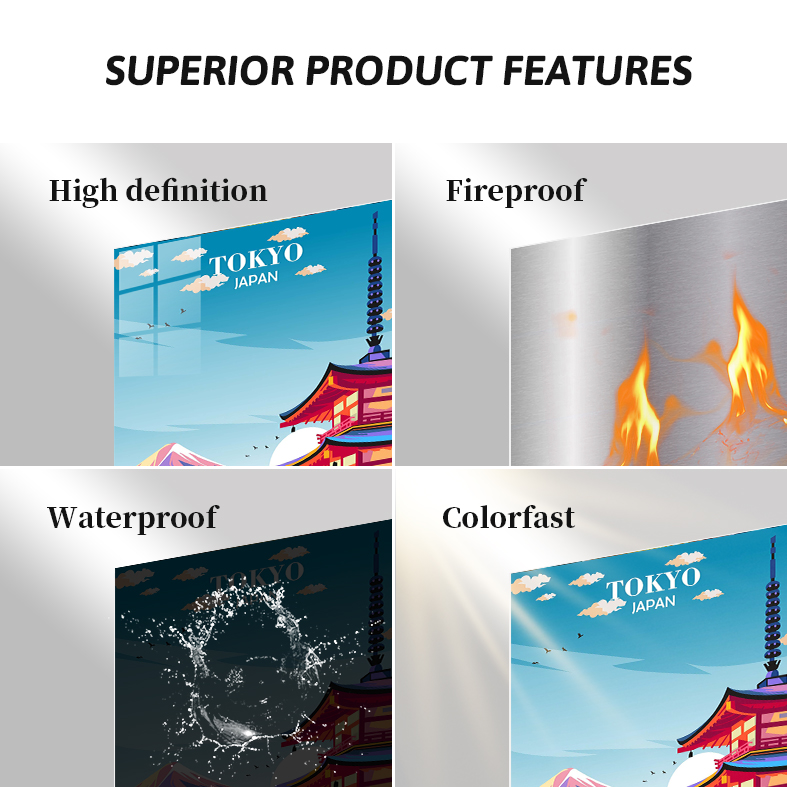 SUPERIOR PRODUCT FEATURES
High definition
Fireproof
TOKYO
JAPAN
Waterproof
Colorfast
TOKYO
TOKYO
JAPAN